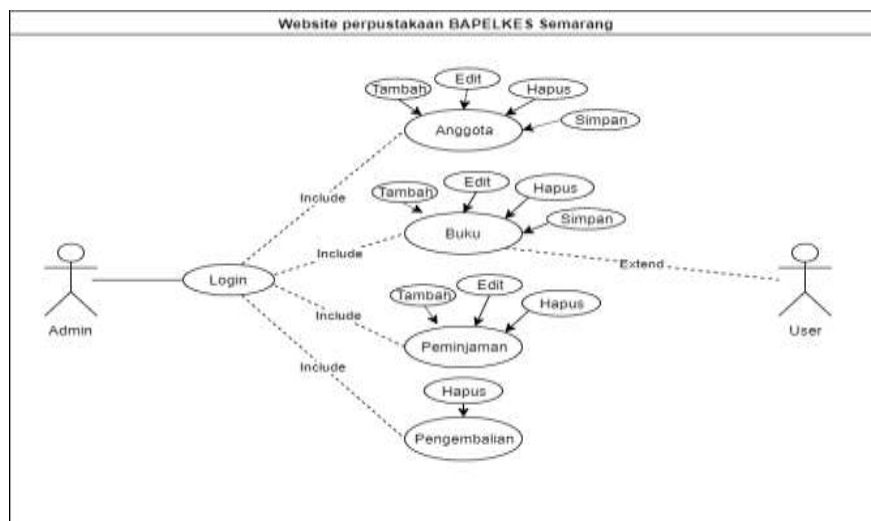 Website perpustakaan BAPELKES Semarang
Tambah
Edit
Hapus
Simpan
Anggota
Include
Tambah
Edit
Hapus
Simpan
Buku
Include
Extend
Login
Admin
User
Tambah
Edit
Hapus
Include
Peminjaman
Include
Hapus
Pengembalian